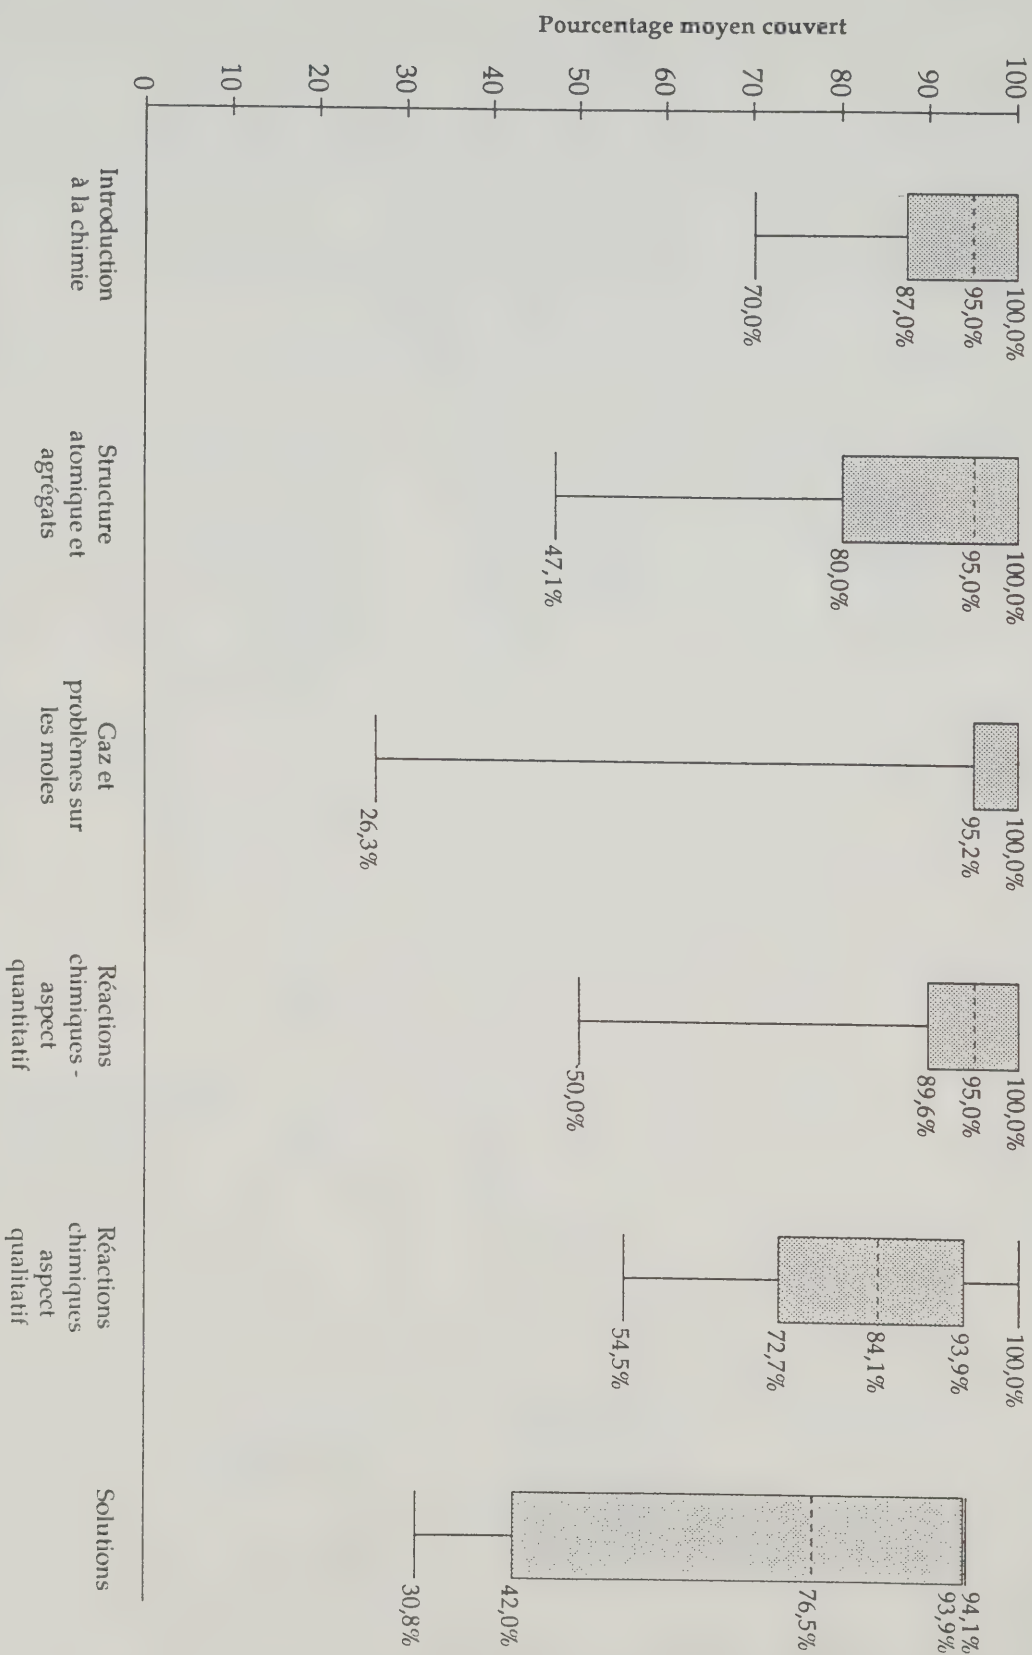 Pourcentage moyen couvert
100
90
80
70
60
50
40
30
20
10
0
100,0%
95,0%
87,0%
70,0%
Introduction
à la chimie
100,0%
95,0%
80,0%
47,1%
Structure
atomique et
agrégats
100,0%
95,2%
26,3%
Gaz et
problèmes sur
les moles
100,0%
95,0%
89,6%
50,0%
Réactions
chimiques -
aspect
quantitatif
100,0%
93,9%
84,1%
72,7%
54,5%
Réactions
chimiques
aspect
qualitatif
94,1%
93,9%
76,5%
42,0%
30,8%
Solutions